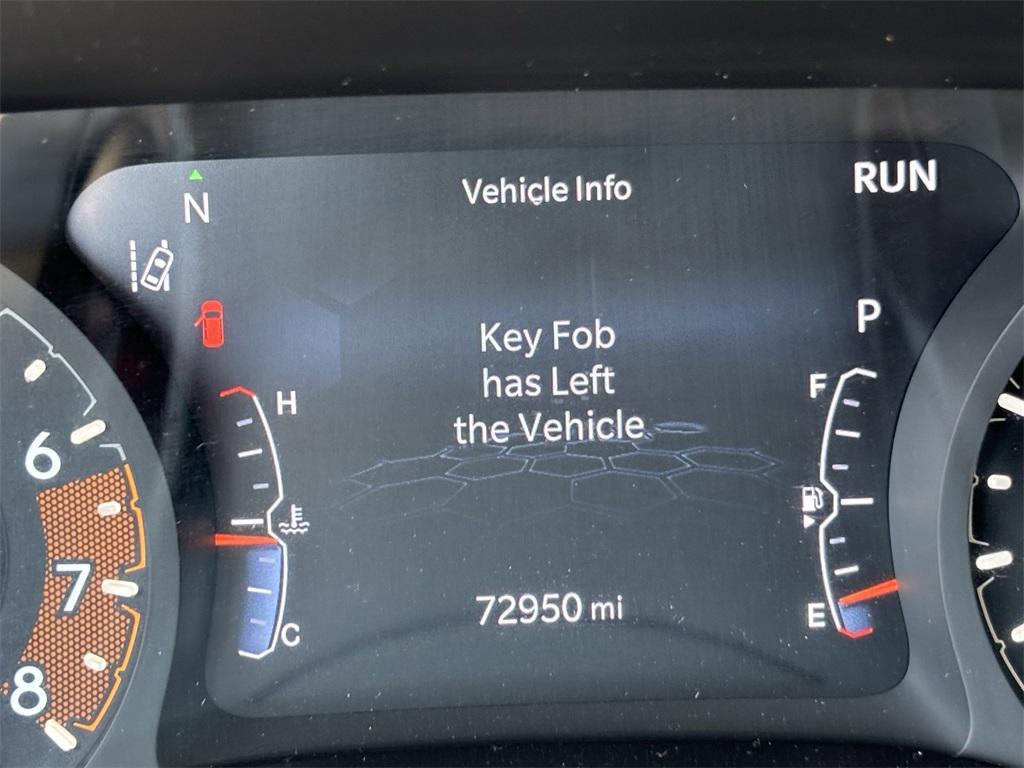 N
Vehicle Info
RUN
P
Key Fob
has Left
the Vehicle
H
F
6
7
8
C
E
72950 mi